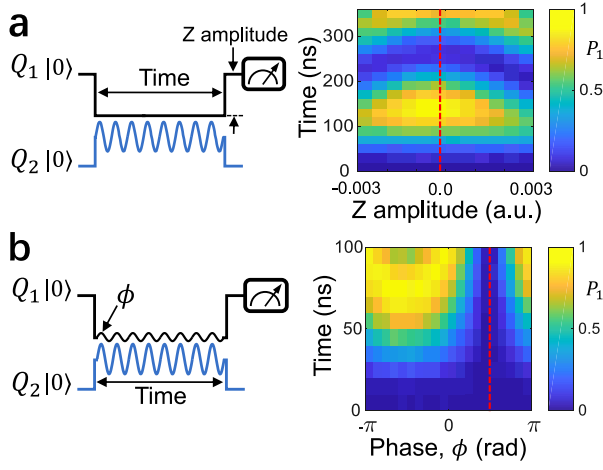 a
Z amplitude
Q₁|0⟩
Time
Q₂|0⟩
Time (ns)
300
200
100
0
-0.003
0.0
0.003
Z amplitude (a.u.)
1
P₁
0.5
0
b
Q₁|0⟩
ϕ
Q₂|0⟩
Time
Time (ns)
100
50
0
-π
0
π
Phase, ϕ (rad)
1
P₁
0.5
0